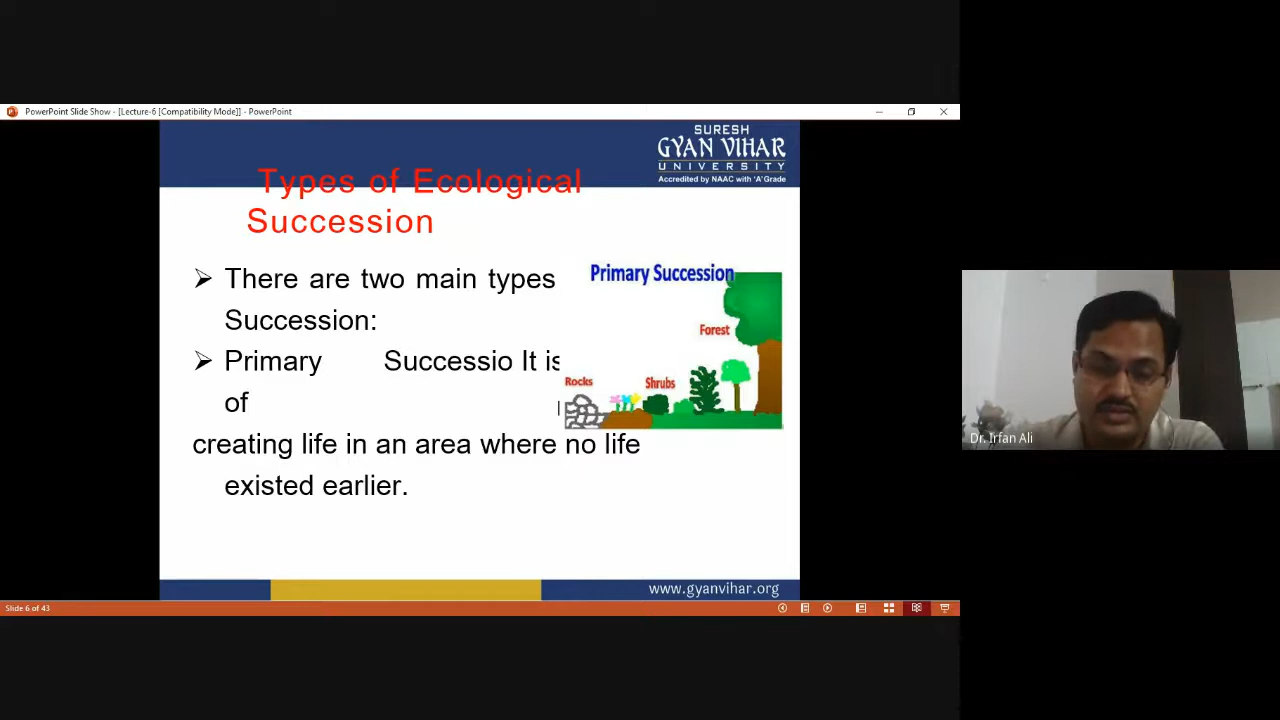 PowerPoint Slide Show - [Lecture-6 [Compatibility Mode]] - PowerPoint
SURESH
GYAN VIHAR
UNIVERSITY
Accredited by NAAC with 'A' Grade
Types of Ecological
Succession
There are two main types
Succession:
Primary Successio It is
of
creating life in an area where no life
existed earlier.
Primary Succession
Forest
Rocks
Shrubs
www.gyanvihar.org
Slide 6 of 43
Dr. Irfan Ali